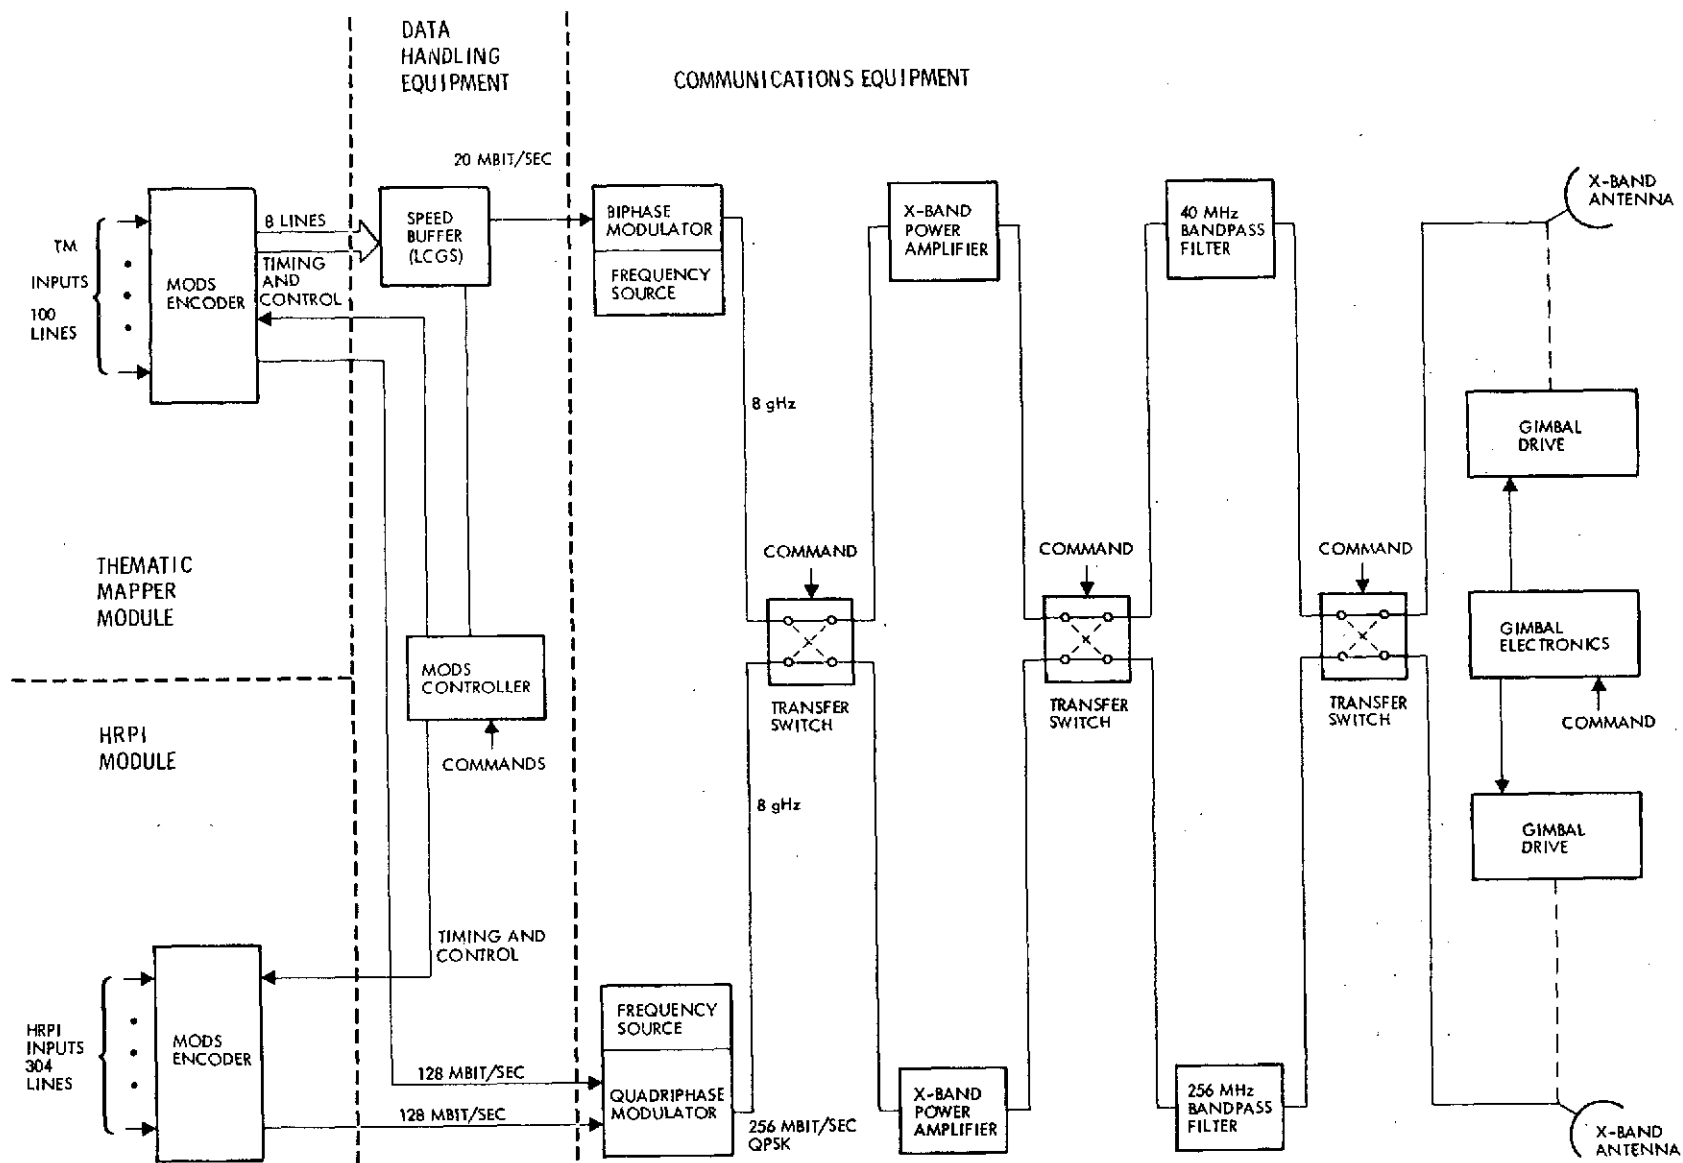 DATA
HANDLING
EQUIPMENT
COMMUNICATIONS EQUIPMENT
20 MBIT/SEC
TM
INPUTS
100
LINES
MODS
ENCODER
8 LINES
TIMING
AND
CONTROL
SPEED
BUFFER
(LCGS)
BIPHASE
MODULATOR
FREQUENCY
SOURCE
X-BAND
POWER
AMPLIFIER
40 MHz
BANDPASS
FILTER
X-BAND
ANTENNA
8 gHz
GIMBAL
DRIVE
THEMATIC
MAPPER
MODULE
COMMAND
COMMAND
COMMAND
MODS
CONTROLLER
TRANSFER
SWITCH
TRANSFER
SWITCH
TRANSFER
SWITCH
GIMBAL
ELECTRONICS
COMMAND
HRPI
MODULE
COMMANDS
8 gHz
GIMBAL
DRIVE
TIMING AND
CONTROL
HRPI
INPUTS
304
LINES
MODS
ENCODER
128 MBIT/SEC
128 MBIT/SEC
FREQUENCY
SOURCE
QUADRIPHASE
MODULATOR
256 MBIT/SEC
QPSK
X-BAND
POWER
AMPLIFIER
256 MHz
BANDPASS
FILTER
X-BAND
ANTENNA